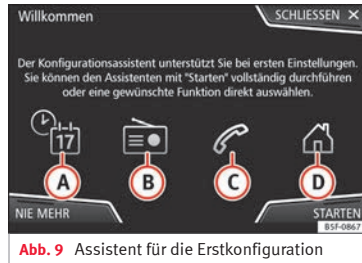 Willkommen
SCHLIESSEN ×
Der Konfigurationsassistent unterstützt Sie bei ersten Einstellungen.
Sie können den Assistenten mit "Starten" vollständig durchführen
oder eine gewünschte Funktion direkt auswählen.
17
A B C D
NIE MEHR STARTEN
BSF-0867
Abb. 9 Assistent für die Erstkonfiguration